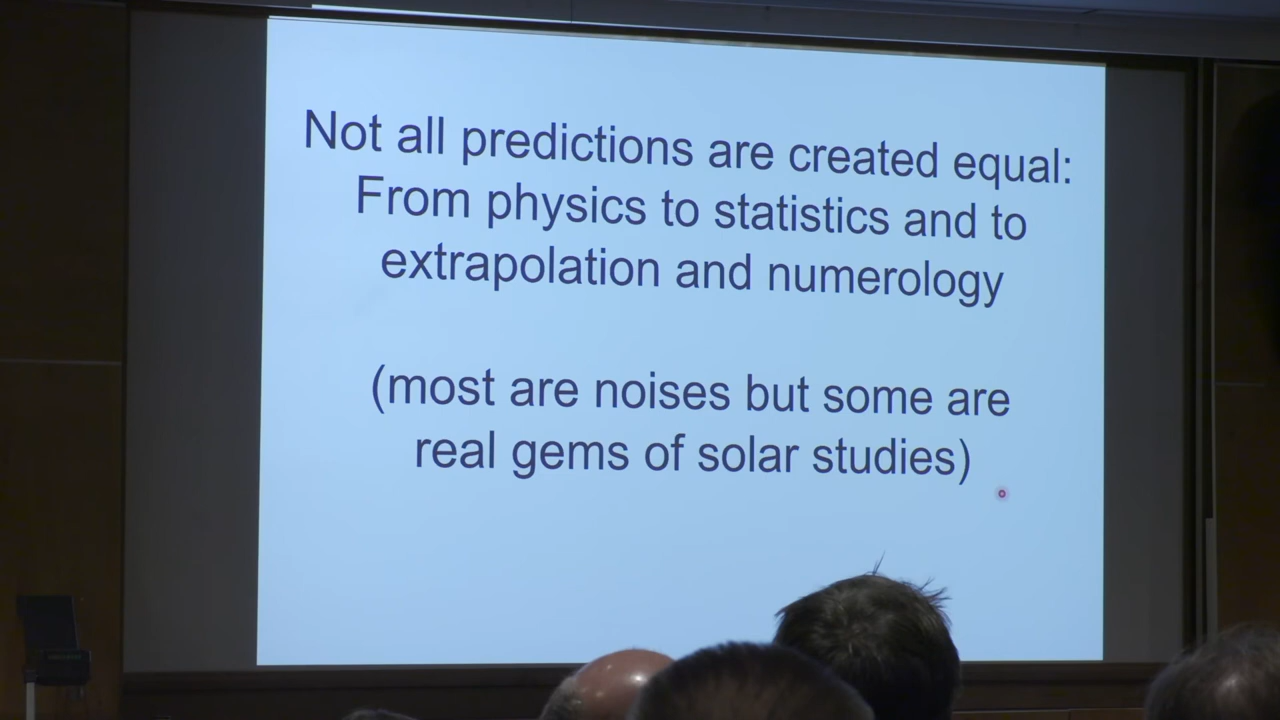 Not all predictions are created equal:
From physics to statistics and to
extrapolation and numerology
(most are noises but some are
real gems of solar studies)